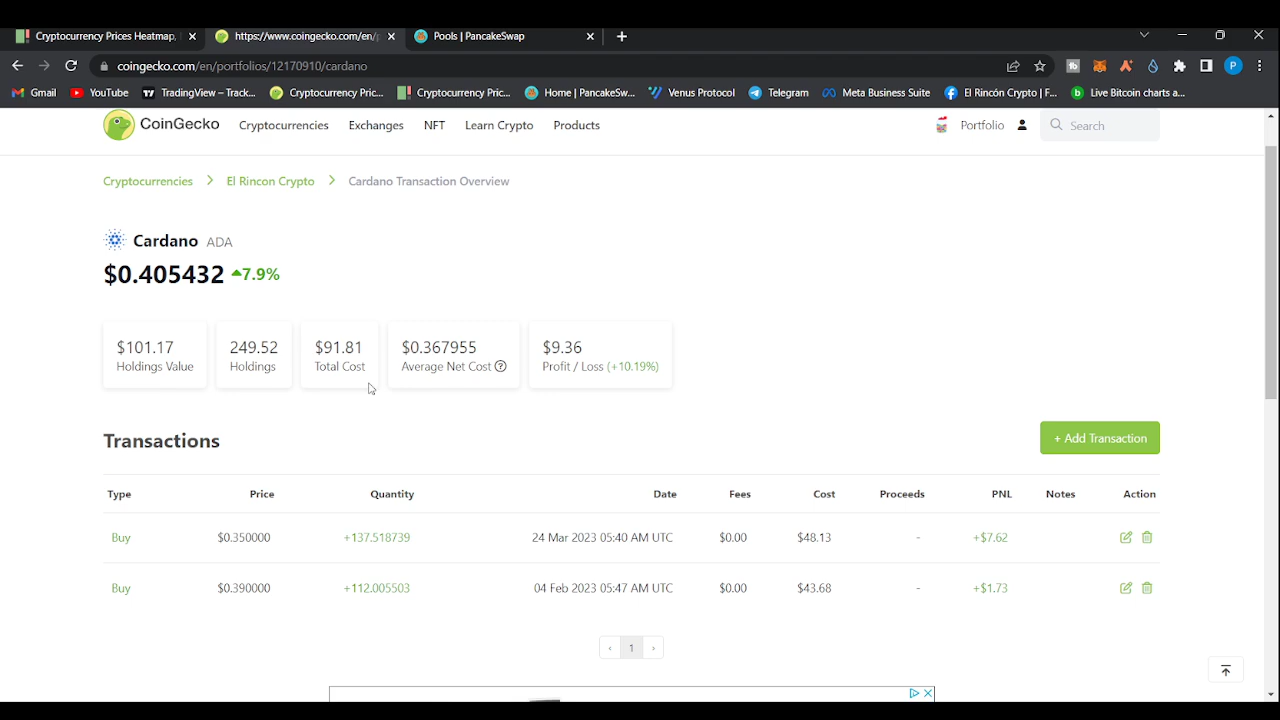 Cryptocurrency Prices Heatmap, https://www.coingecko.com/en/p Pools | PancakeSwap
coingecko.com/en/portfolios/12170910/cardano P
Gmail YouTube TradingView – Track... Cryptocurrency Pric... Cryptocurrency Pric... Home | PancakeSw... Venus Protocol Telegram Meta Business Suite El Rincón Crypto | F... Live Bitcoin charts a...
CoinGecko Cryptocurrencies Exchanges NFT Learn Crypto Products Portfolio Search
Cryptocurrencies > El Rincon Crypto > Cardano Transaction Overview
Cardano ADA
$0.405432 7.9%
$101.17 249.52 $91.81 $0.367955 $9.36
Holdings Value Holdings Total Cost Average Net Cost Profit / Loss (+10.19%)
Transactions + Add Transaction
Type Price Quantity Date Fees Cost Proceeds PNL Notes Action
Buy $0.350000 +137.518739 24 Mar 2023 05:40 AM UTC $0.00 $48.13 - +$7.62
Buy $0.390000 +112.005503 04 Feb 2023 05:47 AM UTC $0.00 $43.68 - +$1.73
‹ 1 ›